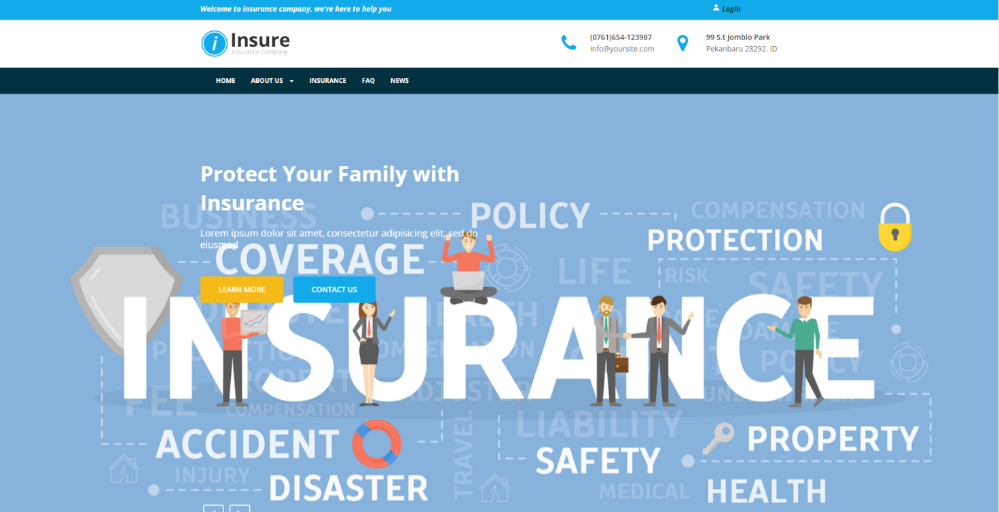 Welcome to insurance company, we're here to help you
Login
i
Insure
Insurance Company
(0761)654-123987
info@yoursite.com
99 S.t Jomblo Park
Pekanbaru 28292. ID
HOME
ABOUT US
INSURANCE
FAQ
NEWS
Protect Your Family with
Insurance
Lorem ipsum dolor sit amet, consectetur adipisicing elit, sed do
eiusmod
LEARN MORE
CONTACT US
BUSINESS
POLICY
COMPENSATION
PROTECTION
COVERAGE
LIFE
RISK
SAFETY
INSURANCE
HEALTH
POLICY
PROPERTY
ADJUSTER
FEE
COMPENSATION
LIABILITY
ACCIDENT
TRAVEL
PROPERTY
SAFETY
INJURY
DISASTER
MEDICAL
HEALTH